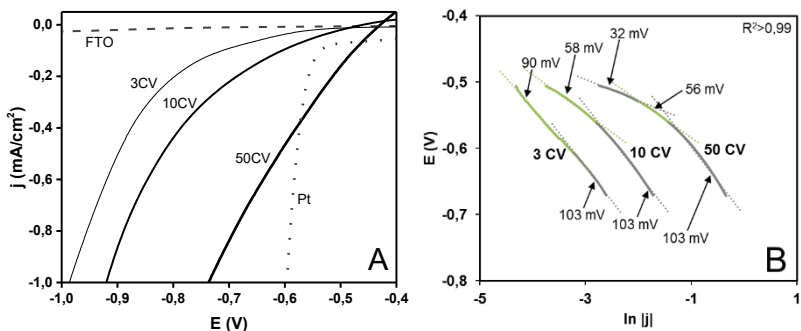 0,0
-0,2
-0,4
-0,6
-0,8
-1,0
j (mA/cm²)
FTO
3CV
10CV
50CV
Pt
A
-1,0 -0,9 -0,8 -0,7 -0,6 -0,5 -0,4
E (V)
-0,4
-0,5
-0,6
-0,7
-0,8
E (V)
R²>0,99
32 mV
58 mV
90 mV
56 mV
3 CV 10 CV 50 CV
103 mV 103 mV 103 mV
B
-5 -3 -1 1
ln |j|